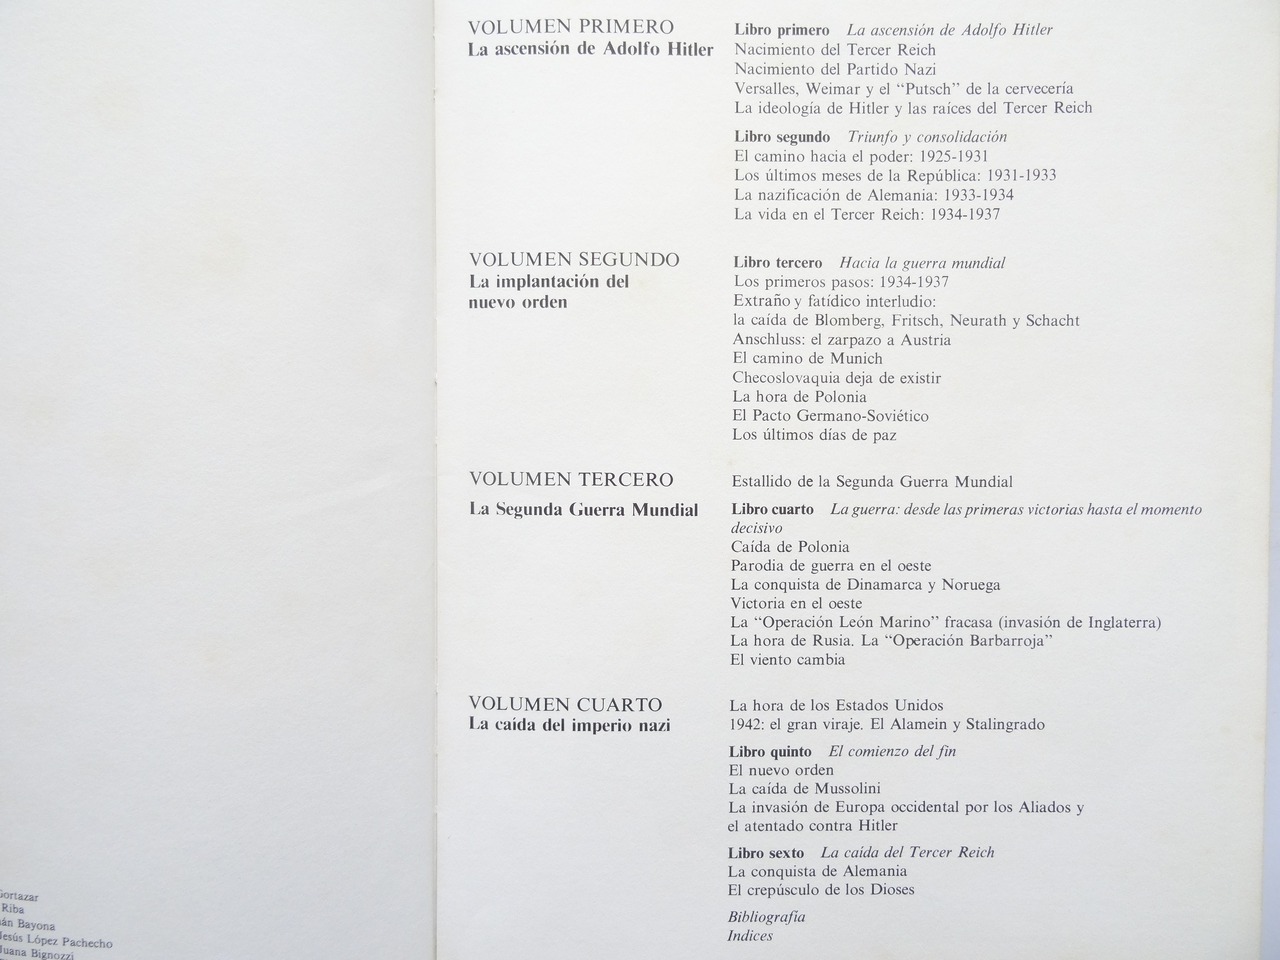 VOLUMEN PRIMERO
La ascensión de Adolfo Hitler
Libro primero La ascensión de Adolfo Hitler
Nacimiento del Tercer Reich
Nacimiento del Partido Nazi
Versalles, Weimar y el “Putsch” de la cervecería
La ideología de Hitler y las raíces del Tercer Reich
Libro segundo Triunfo y consolidación
El camino hacia el poder: 1925-1931
Los últimos meses de la República: 1931-1933
La nazificación de Alemania: 1933-1934
La vida en el Tercer Reich: 1934-1937
VOLUMEN SEGUNDO
La implantación del
nuevo orden
Libro tercero Hacia la guerra mundial
Los primeros pasos: 1934-1937
Extraño y fatídico interludio:
la caída de Blomberg, Fritsch, Neurath y Schacht
Anschluss: el zarpazo a Austria
El camino de Munich
Checoslovaquia deja de existir
La hora de Polonia
El Pacto Germano-Soviético
Los últimos días de paz
VOLUMEN TERCERO
La Segunda Guerra Mundial
Estallido de la Segunda Guerra Mundial
Libro cuarto La guerra: desde las primeras victorias hasta el momento
decisivo
Caída de Polonia
Parodia de guerra en el oeste
La conquista de Dinamarca y Noruega
Victoria en el oeste
La “Operación León Marino” fracasa (invasión de Inglaterra)
La hora de Rusia. La “Operación Barbarroja”
El viento cambia
VOLUMEN CUARTO
La caída del imperio nazi
La hora de los Estados Unidos
1942: el gran viraje. El Alamein y Stalingrado
Libro quinto El comienzo del fin
El nuevo orden
La caída de Mussolini
La invasión de Europa occidental por los Aliados y
el atentado contra Hitler
Libro sexto La caída del Tercer Reich
La conquista de Alemania
El crepúsculo de los Dioses
Bibliografía
Indices
Riba
Bayona
Jesús López Pachecho
Juana Bignozzi